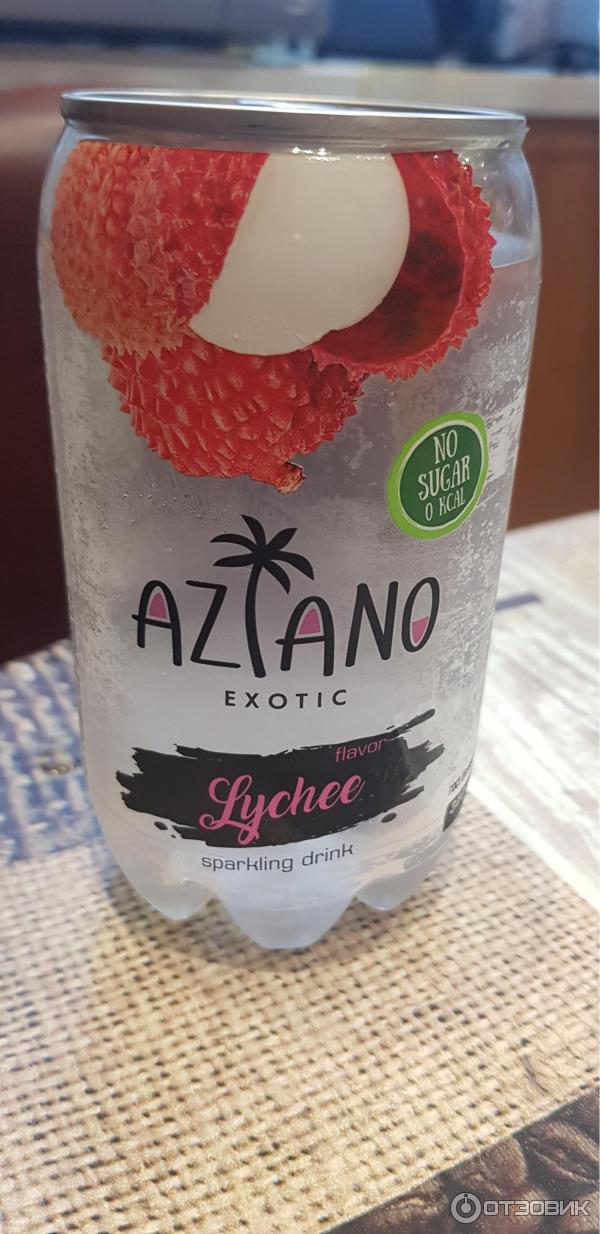 NO
SUGAR
0 KCAL
AZIANO
EXOTIC
flavor
Lychee
sparkling drink
ОТЗОВИК